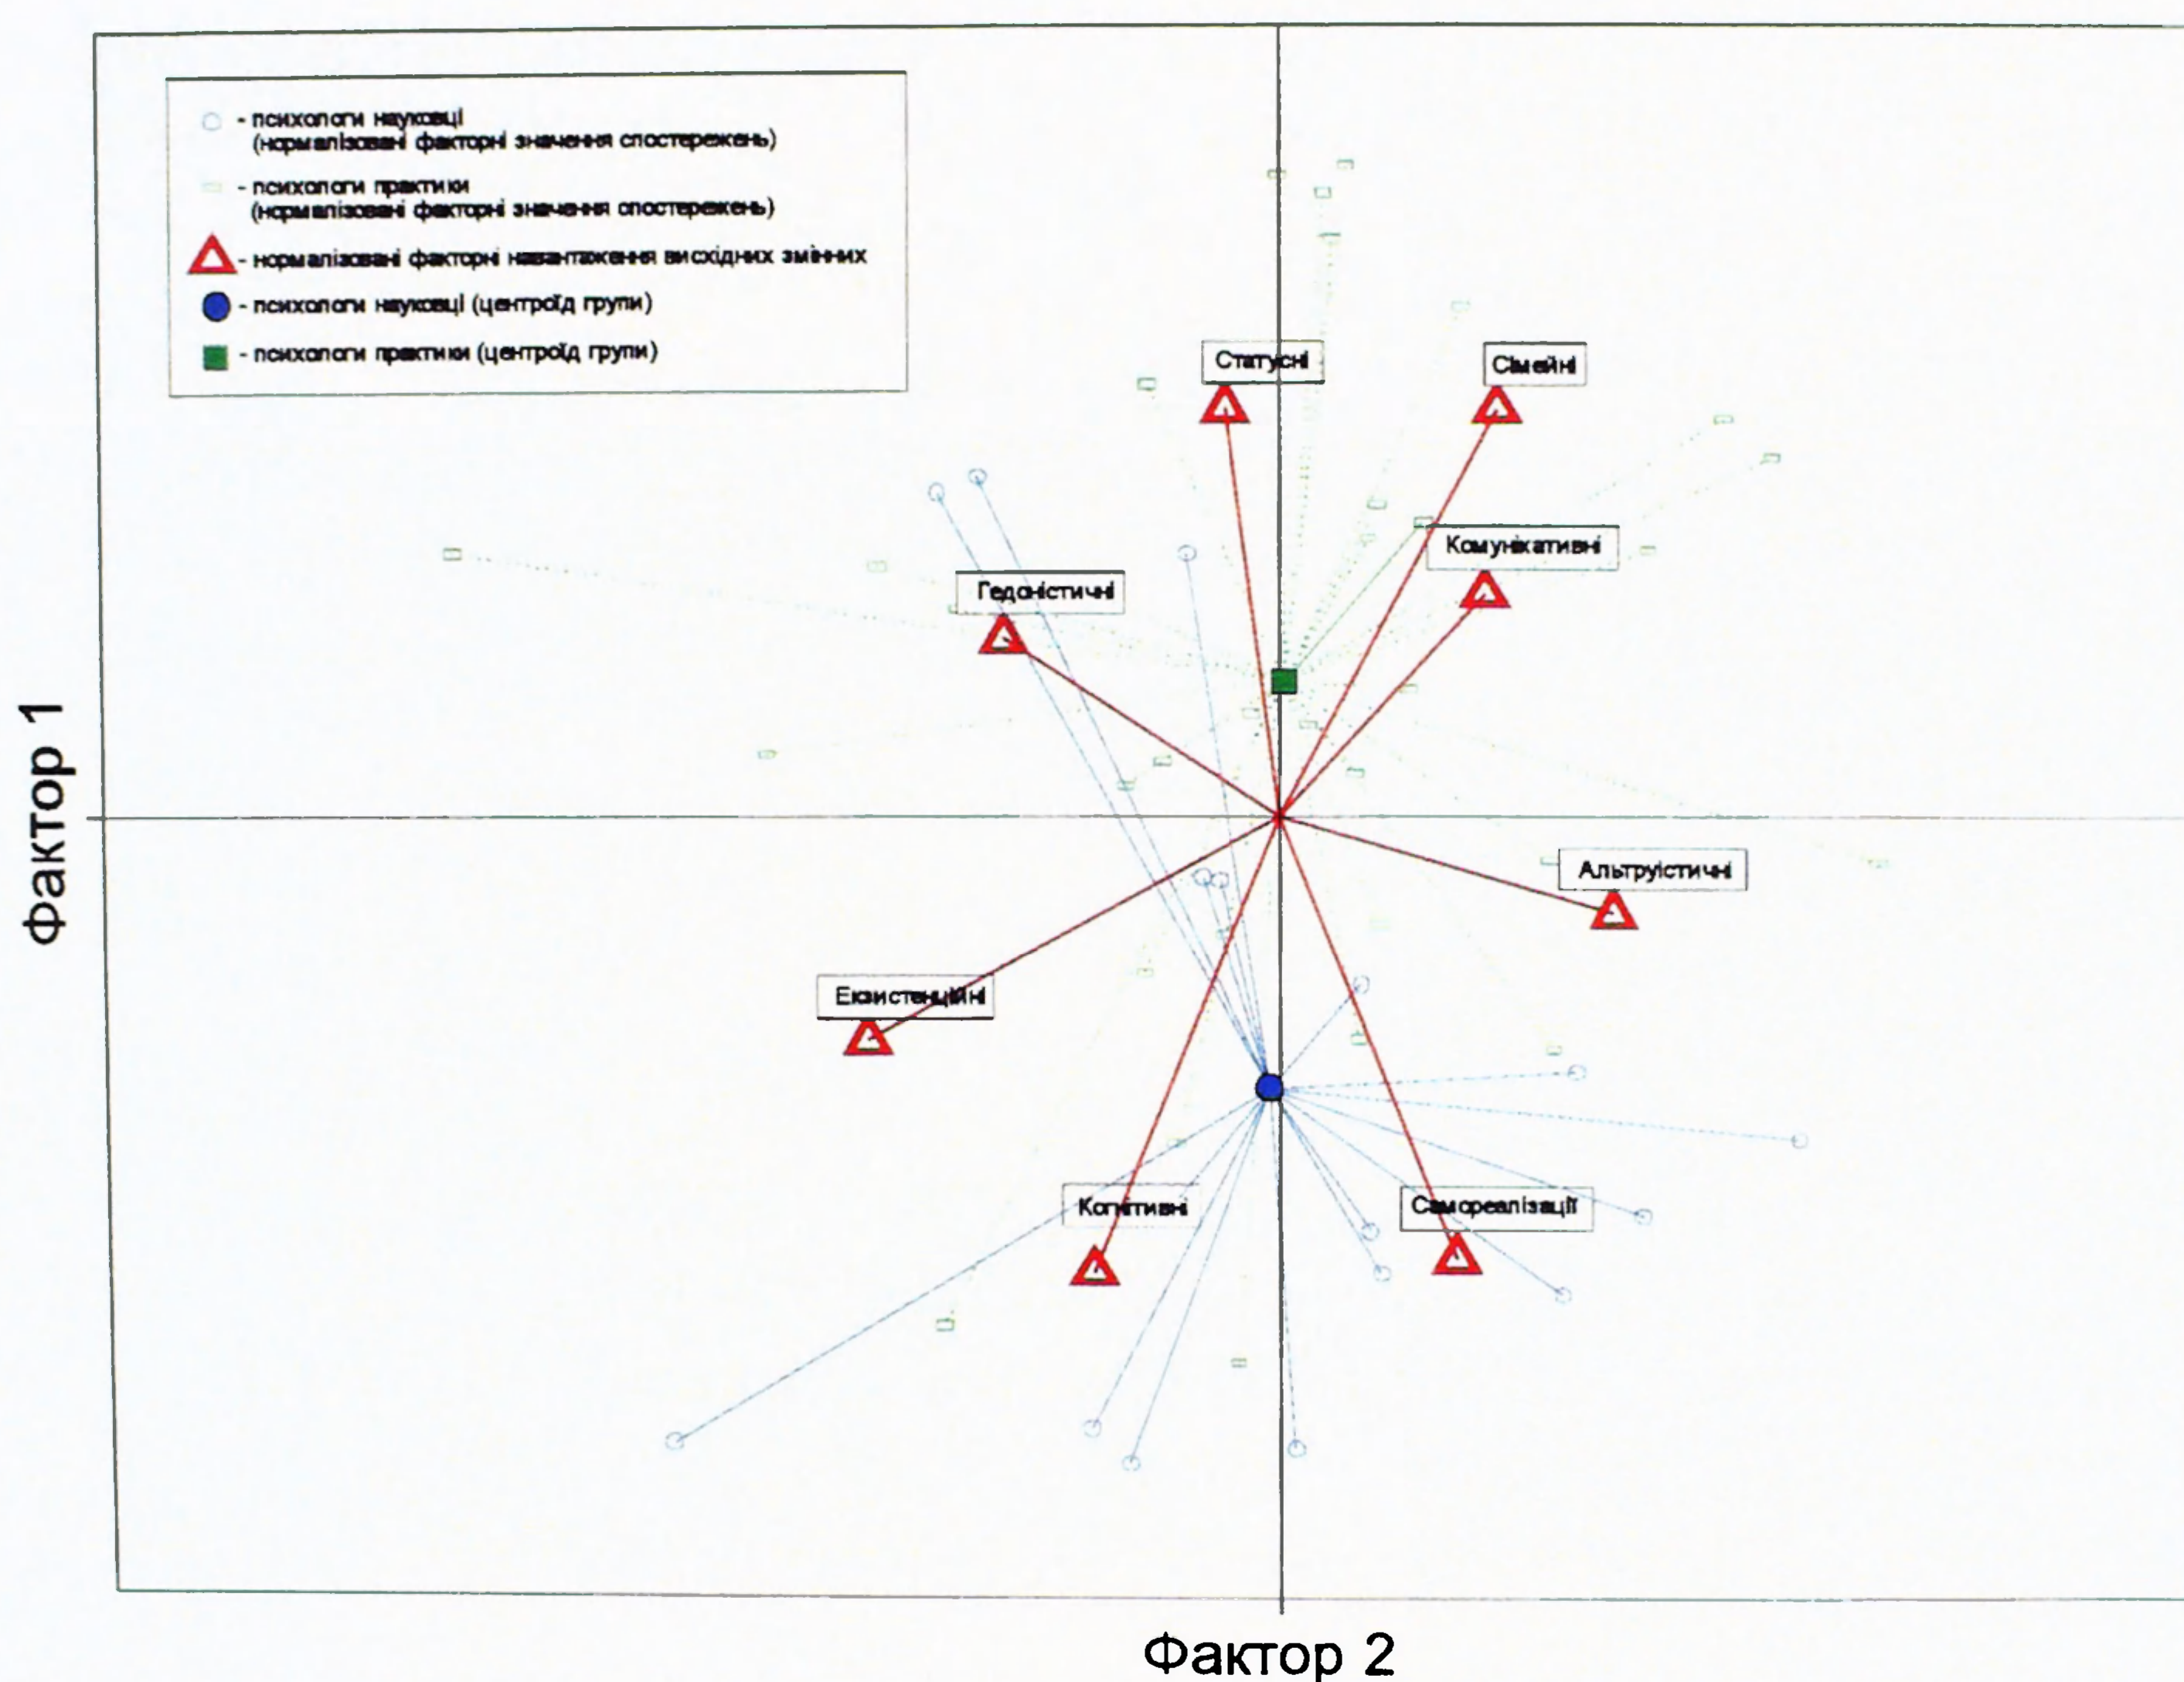 - психологи науковці
(нормалізовані факторні значення спостережень)
- психологи практики
(нормалізовані факторні значення спостережень)
- нормалізовані факторні навантаження висхідних змінних
- психологи науковці (центроїд групи)
- психологи практики (центроїд групи)
Статусні
Сімейні
Комунікативні
Гедоністичні
Альтруїстичні
Екзистенційні
Когнітивні
Самореалізації
Фактор 1
Фактор 2